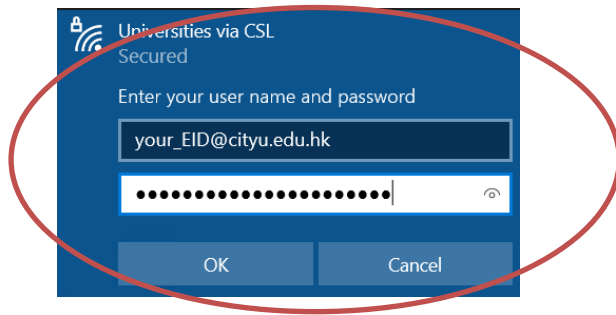 Universities via CSL
Secured
Enter your user name and password
your_EID@cityu.edu.hk
●●●●●●●●●●●●●●●●●●●●●●
OK
Cancel